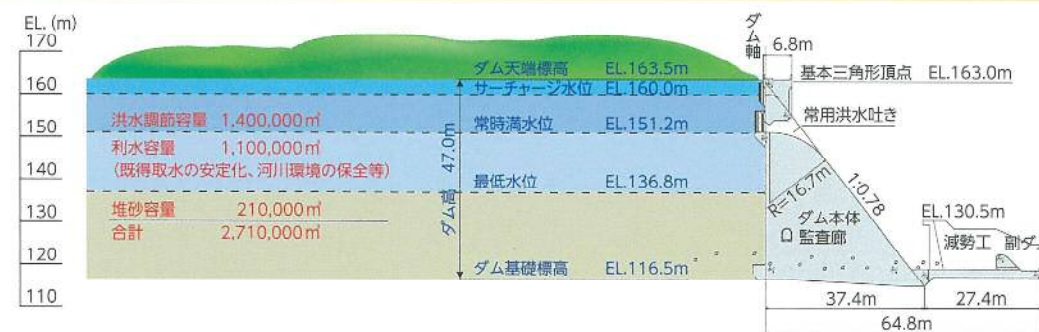 EL. (m)
170
160
150
140
130
120
110
ダム天端標高 EL.163.5m
サーチャージ水位 EL.160.0m
常時満水位 EL.151.2m
最低水位 EL.136.8m
ダム基礎標高 EL.116.5m
ダム高 47.0m
洪水調節容量 1,400,000㎥
利水容量 1,100,000㎥
(既得取水の安定化、河川環境の保全等)
堆砂容量 210,000㎥
合計 2,710,000㎥
ダム軸
6.8m
基本三角形頂点 EL.163.0m
常用洪水吐き
R=16.7m
1:0.78
ダム本体
監査廊
EL.130.5m
減勢工 副ダム
37.4m 27.4m
64.8m